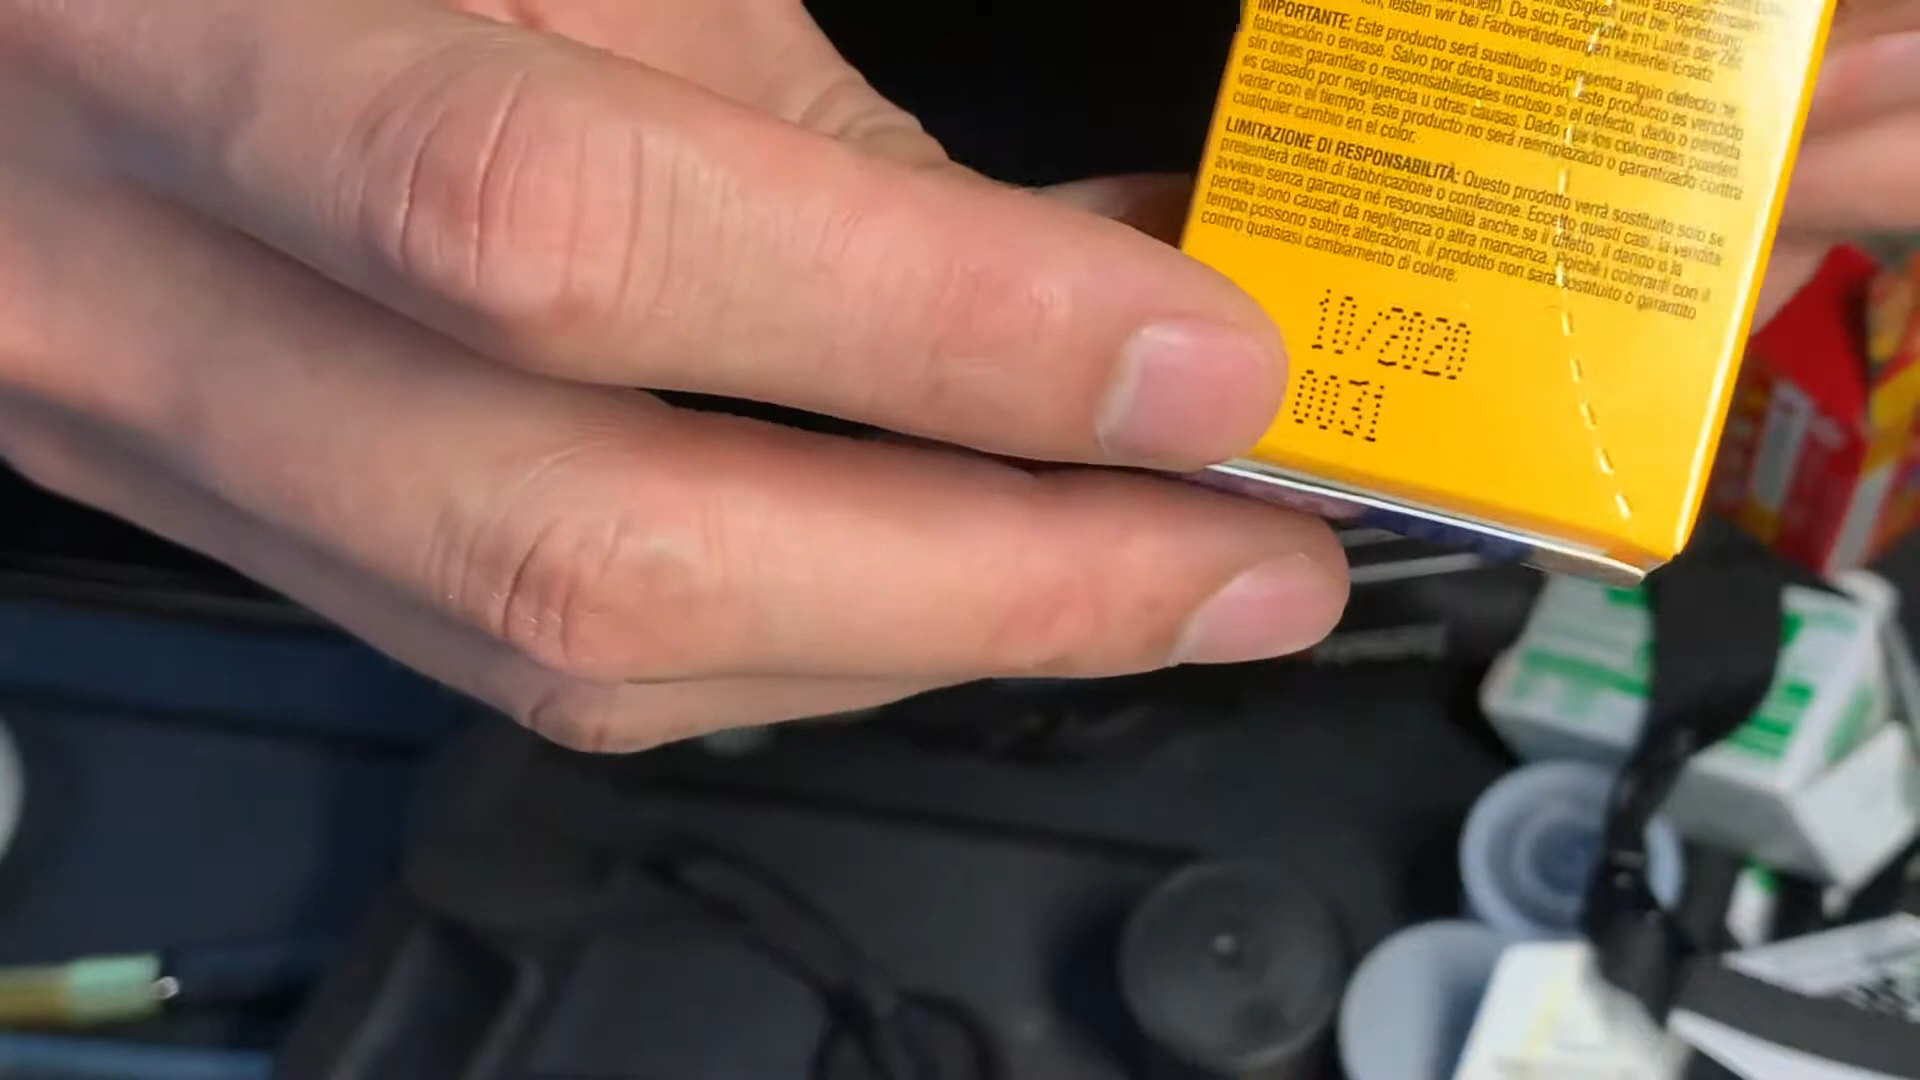 leisten wir bei Farbveränderungen keinerlei Ersatz
IMPORTANTE: Este producto será sustituido si presenta algún defecto de
fabricación o envase. Salvo por dicha sustitución, este producto es vendido
sin otras garantías o responsabilidades incluso si el defecto, daño o pérdida
es causado por negligencia u otras causas. Dado que los colorantes pueden
variar con el tiempo, este producto no será reemplazado o garantizado contra
cualquier cambio en el color.
LIMITAZIONE DI RESPONSABILITÀ: Questo prodotto verrà sostituito solo se
presenterà difetti di fabbricazione o confezione. Eccetto questi casi, la vendita
avviene senza garanzia né responsabilità anche se il difetto, il danno o la
perdita sono causati da negligenza o altra mancanza. Poiché i coloranti con il
tempo possono subire alterazioni, il prodotto non sarà sostituito o garantito
contro qualsiasi cambiamento di colore.
10/2020
0031